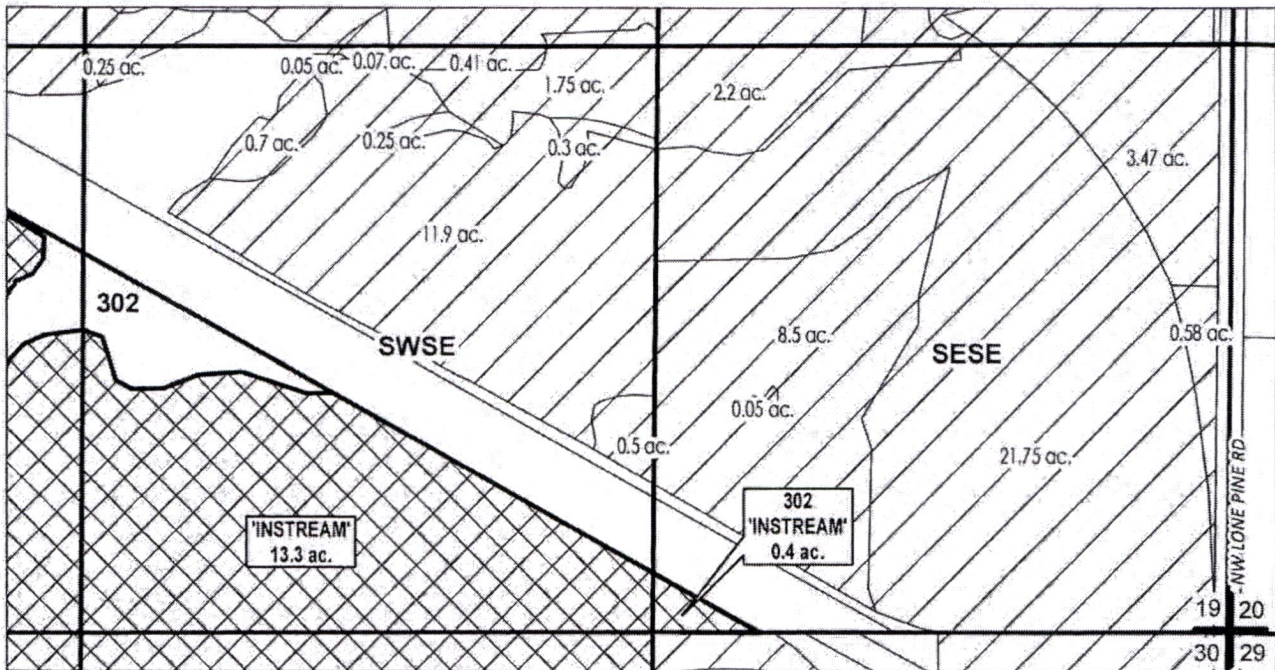 0.25 ac.
0.05 ac.
0.07 ac.
0.41 ac.
1.75 ac.
2.2 ac.
0.7 ac.
0.25 ac.
0.3 ac.
3.47 ac.
11.9 ac.
302
SWSE
8.5 ac.
SESE
0.58 ac.
0.05 ac.
0.5 ac.
21.75 ac.
NW LONE PINE RD
'INSTREAM'
13.3 ac.
302
'INSTREAM'
0.4 ac.
19 20
30 29